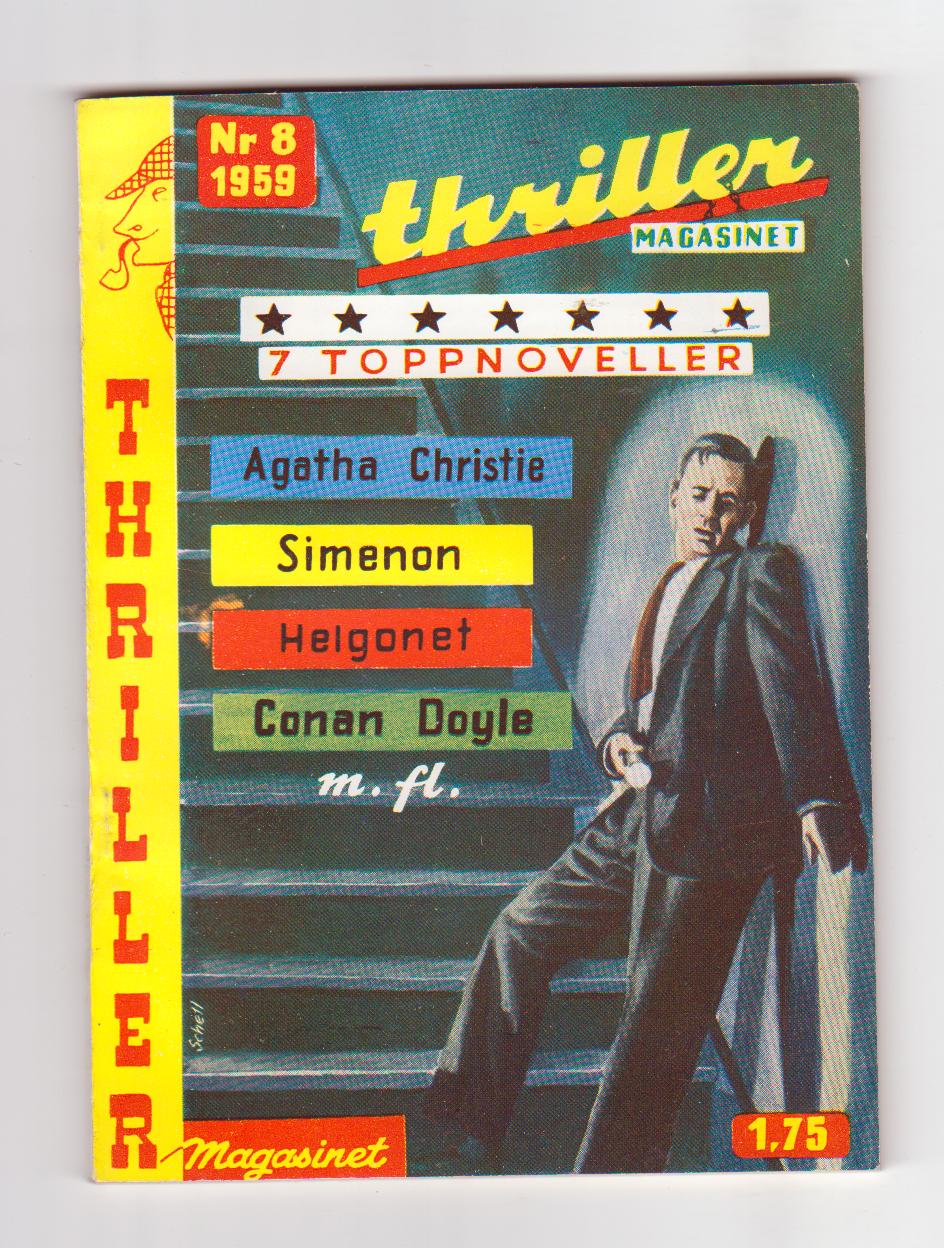 Nr 8
1959
thriller
MAGASINET
7 TOPPNOVELLER
Agatha Christie
Simenon
Helgonet
Conan Doyle
m. fl.
THRILLER
Magasinet
Schell
1,75